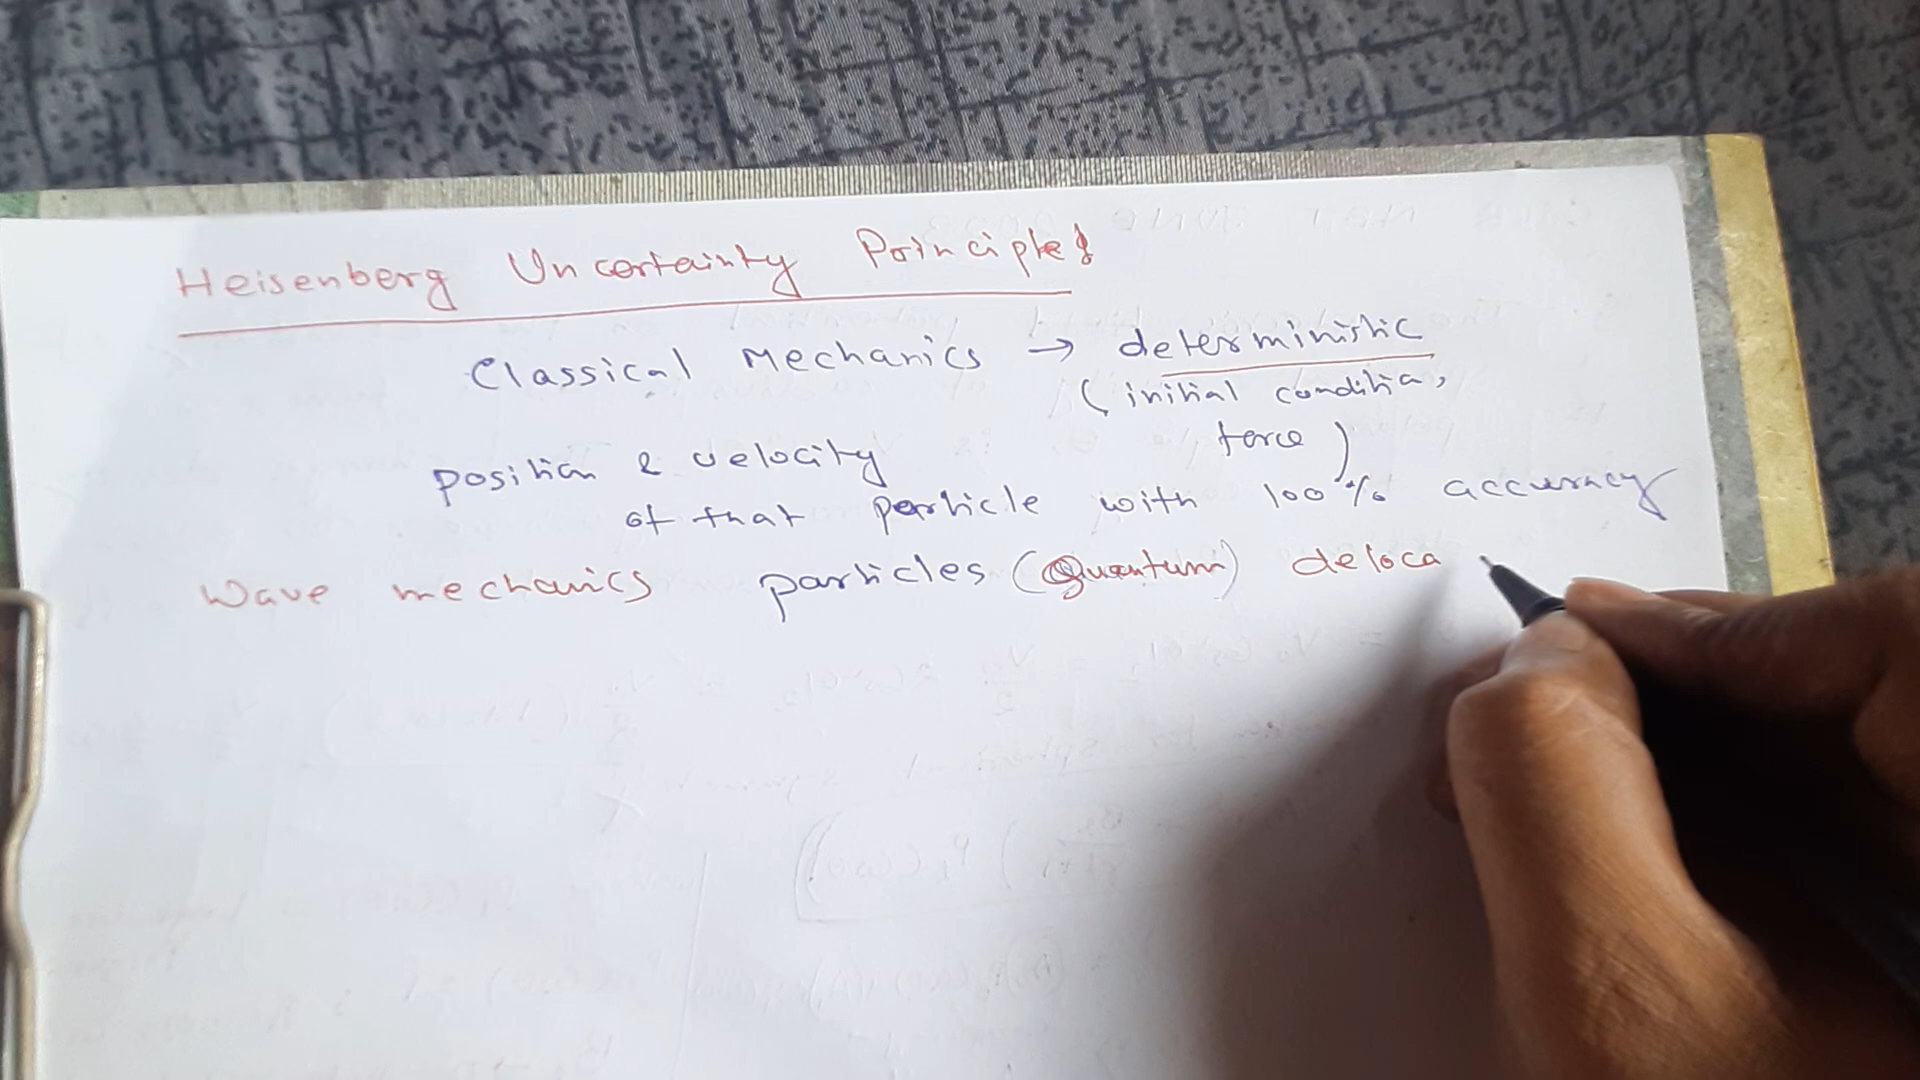 Heisenberg Uncertainty Principle
Classical Mechanics → deterministic
(initial condition,
force)
position & velocity
of that particle with 100% accuracy
Wave mechanics particles (Quantum) deloca